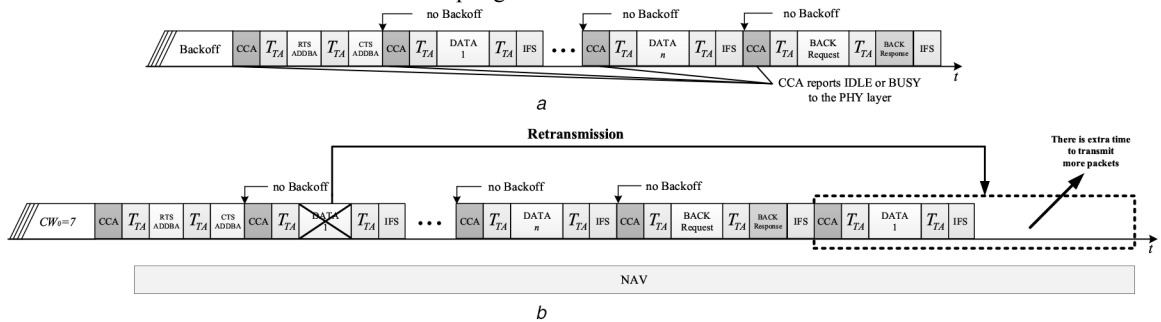 no Backoff
no Backoff
no Backoff
Backoff CCA T_TA RTS ADDBA T_TA CTS ADDBA CCA T_TA DATA 1 T_TA IFS ••• CCA T_TA DATA n T_TA IFS CCA T_TA BACK Request T_TA BACK Response IFS
t
CCA reports IDLE or BUSY
to the PHY layer
a
Retransmission
There is extra time
to transmit
more packets
no Backoff
no Backoff
no Backoff
CW₀=7 CCA T_TA RTS ADDBA T_TA CTS ADDBA CCA T_TA DATA 1 T_TA IFS ••• CCA T_TA DATA n T_TA IFS CCA T_TA BACK Request T_TA BACK Response IFS CCA T_TA DATA 1 T_TA IFS
t
NAV
b